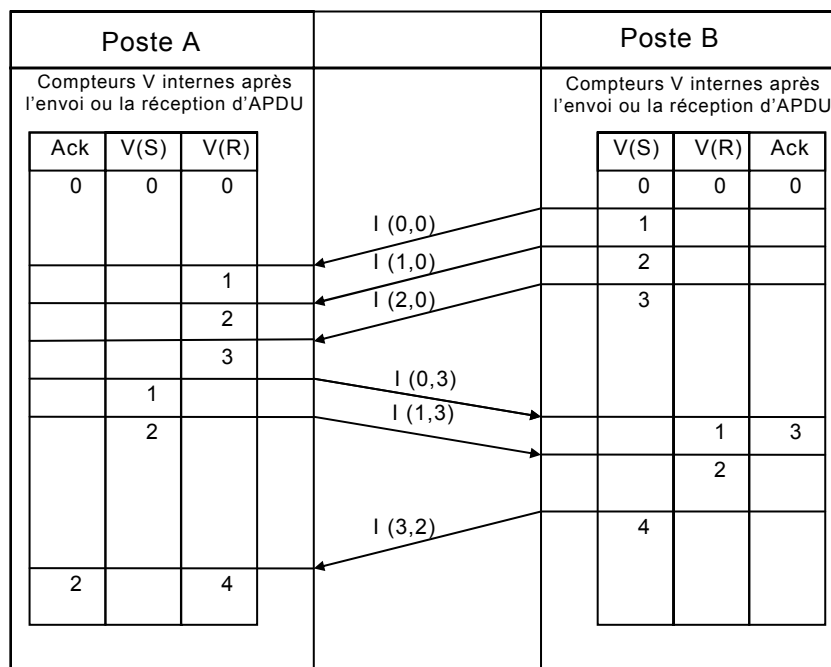 Poste A
Poste B
Compteurs V internes après
l'envoi ou la réception d'APDU
Compteurs V internes après
l'envoi ou la réception d'APDU
Ack V(S) V(R)
V(S) V(R) Ack
0 0 0
0 0 0
I (0,0)
1
I (1,0)
2
1
I (2,0)
3
2
3
I (0,3)
1
I (1,3)
2
1 3
2
I (3,2)
4
2 4